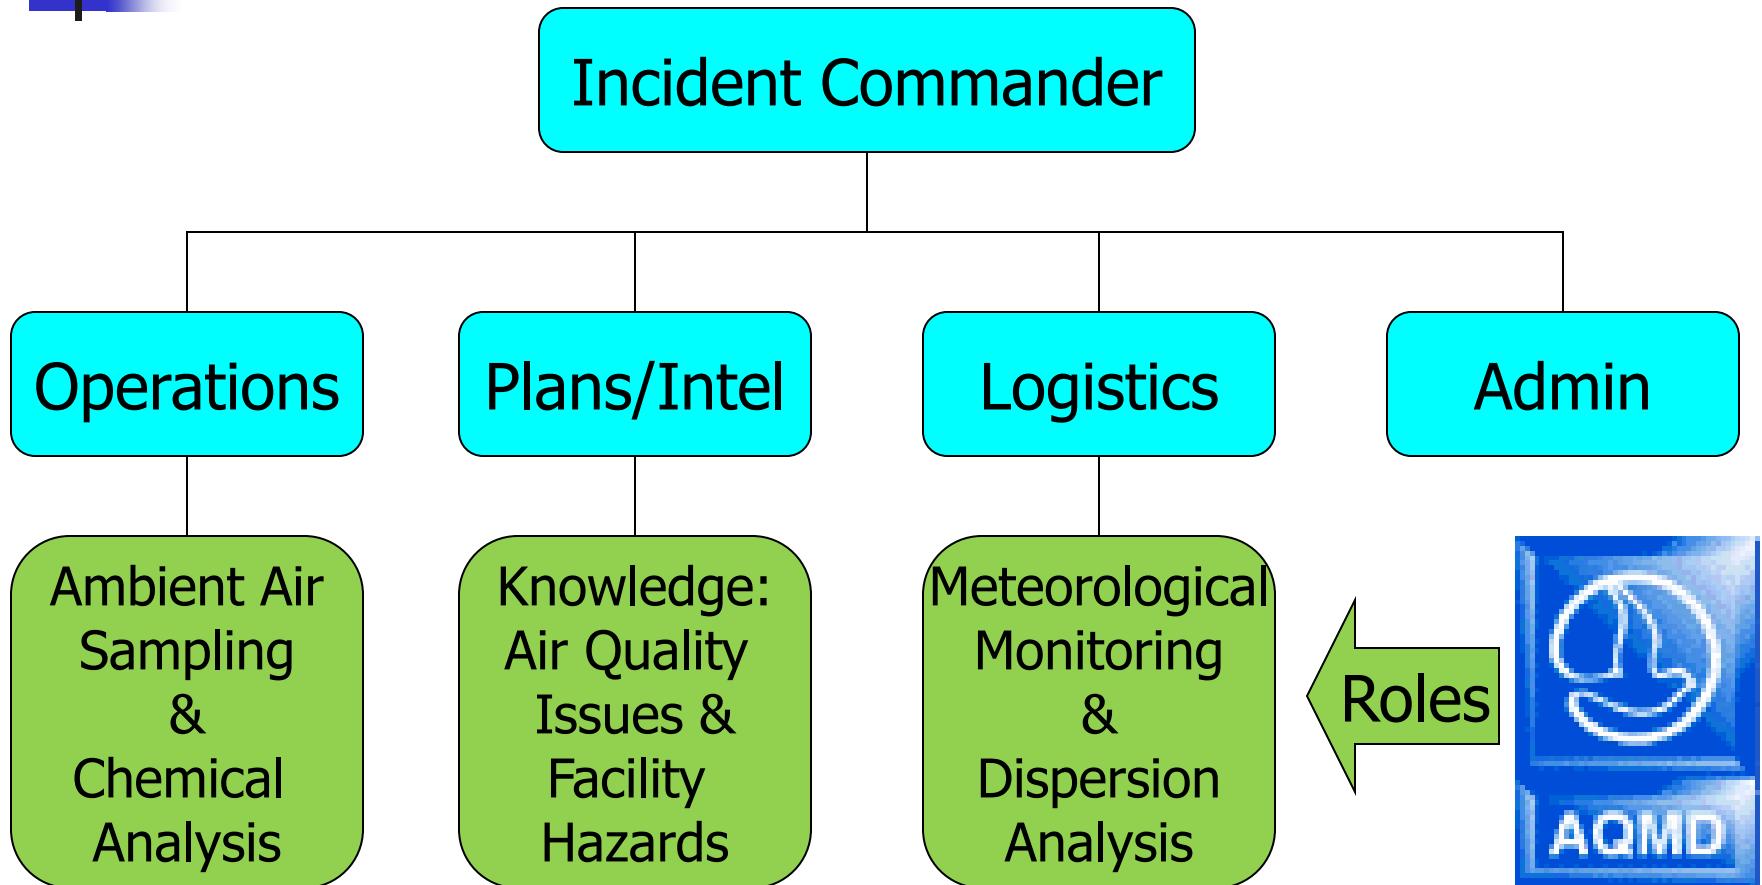 Incident Commander
Operations
Plans/Intel
Logistics
Admin
Ambient Air
Sampling
&
Chemical
Analysis
Knowledge:
Air Quality
Issues &
Facility
Hazards
Meteorological
Monitoring
&
Dispersion
Analysis
Roles
AQMD